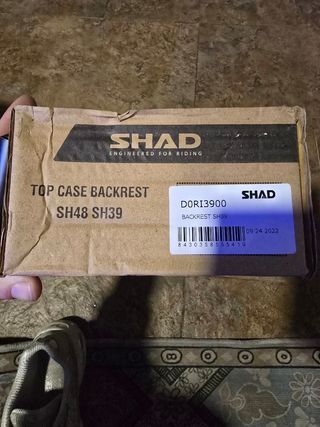 SHAD
ENGINEERED FOR RIDING
TOP CASE BACKREST
SH48 SH39
SHAD
D0RI3900
BACKREST SH39
09 24 2022